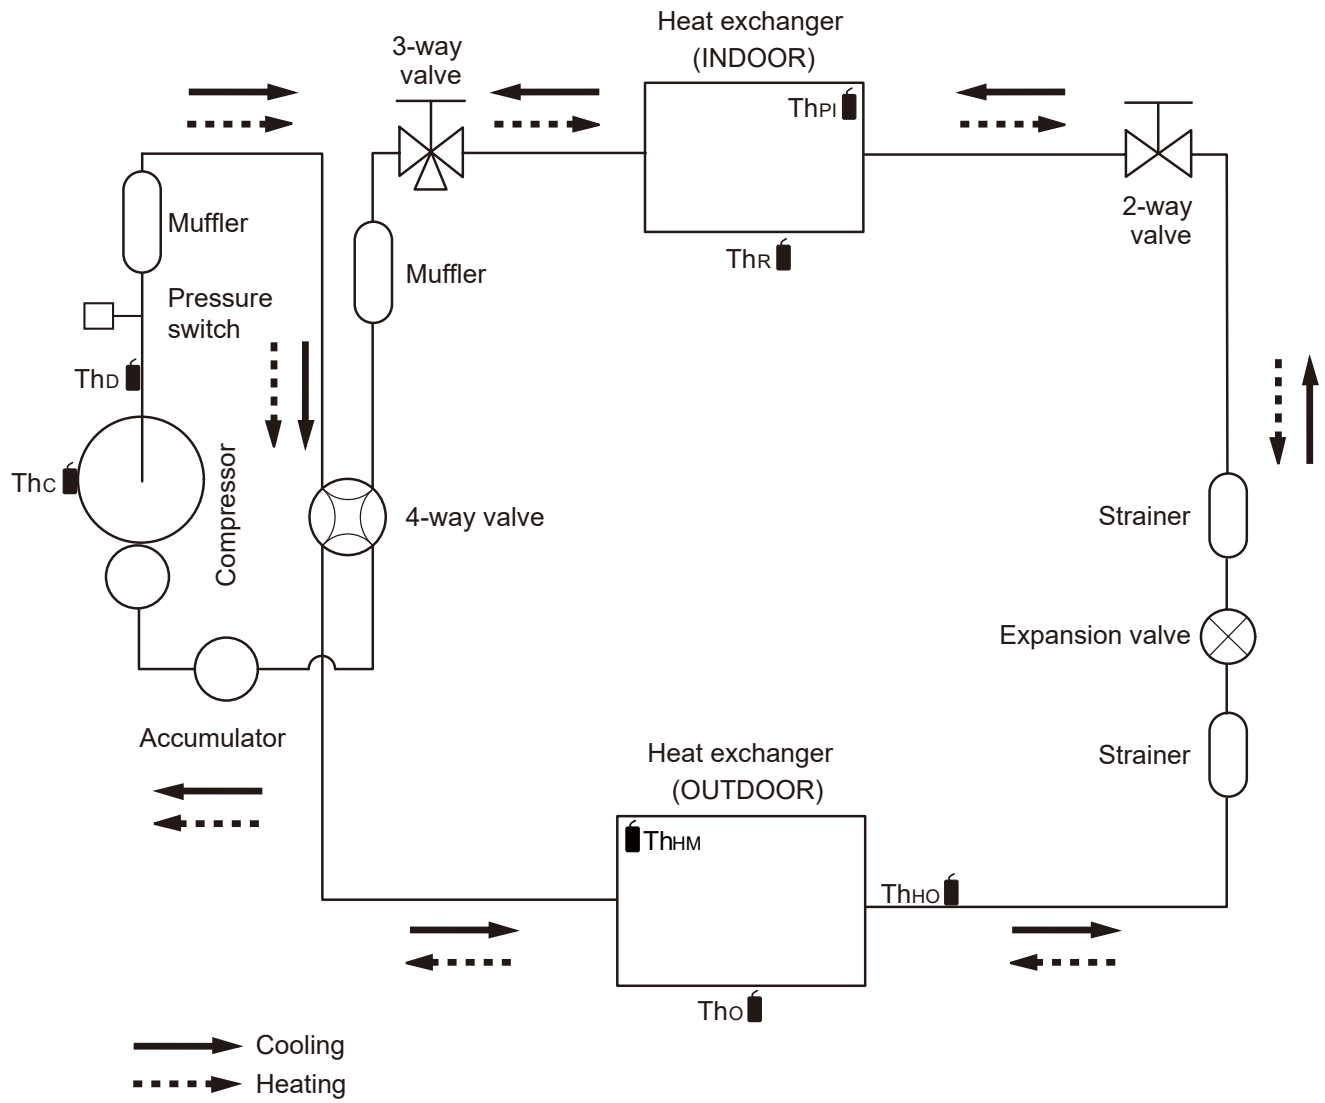 Heat exchanger
(INDOOR)
3-way
valve
ThPI
Muffler
2-way
valve
ThR
Muffler
Pressure
switch
ThD
ThC
Compressor
4-way valve
Strainer
Expansion valve
Accumulator
Strainer
Heat exchanger
(OUTDOOR)
ThHM
ThHO
ThO
Cooling
Heating